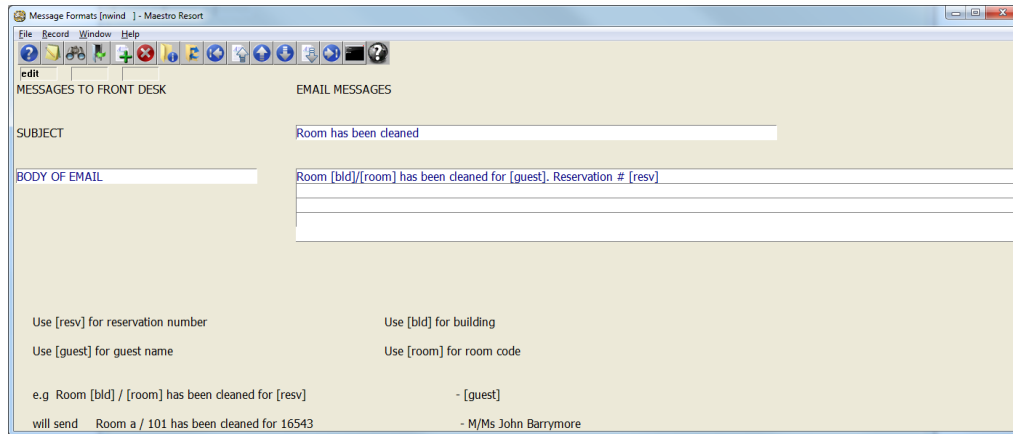 Message Formats [nwind   ] - Maestro Resort
File Record Window Help
edit
MESSAGES TO FRONT DESK EMAIL MESSAGES
SUBJECT Room has been cleaned
BODY OF EMAIL Room [bld]/[room] has been cleaned for [guest]. Reservation # [resv]
Use [resv] for reservation number Use [bld] for building
Use [guest] for guest name Use [room] for room code
e.g Room [bld] / [room] has been cleaned for [resv] - [guest]
will send Room a / 101 has been cleaned for 16543 - M/Ms John Barrymore